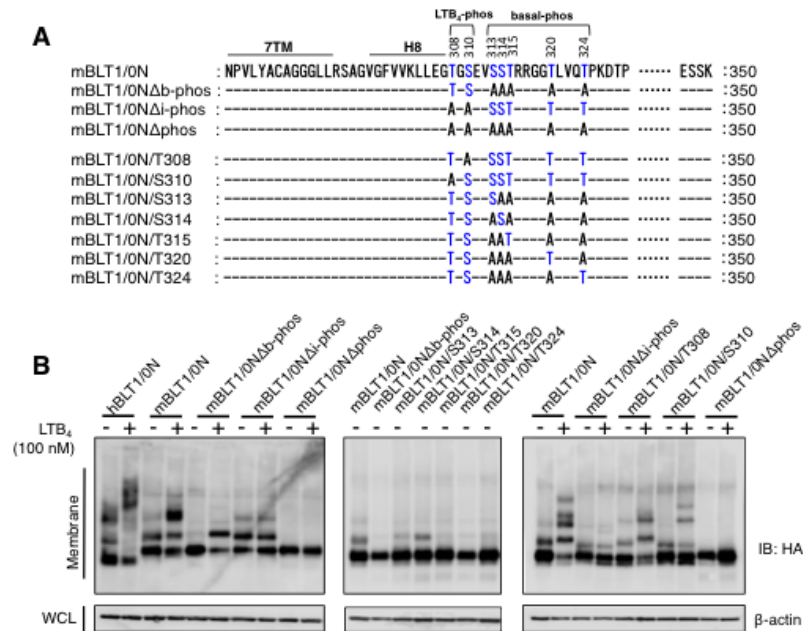 A
LTB4-phos basal-phos
7TM H8 308 310 313 314 315 320 324
mBLT1/0N : NPVLYACAGGGLLRSAGVGFVVKLLEGTGSEVSSTRRGGTLVQTPKDTP ...... ESSK :350
mBLT1/0NΔb-phos : ----------------------------T-S--AAA----A---A----- ...... ---- :350
mBLT1/0NΔi-phos : ----------------------------A-A--SST----T---T----- ...... ---- :350
mBLT1/0NΔphos : ----------------------------A-A--AAA----A---A----- ...... ---- :350
mBLT1/0N/T308 : ----------------------------T-A--SST----T---T----- ...... ---- :350
mBLT1/0N/S310 : ----------------------------A-S--SST----T---T----- ...... ---- :350
mBLT1/0N/S313 : ----------------------------T-S--SAA----A---A----- ...... ---- :350
mBLT1/0N/S314 : ----------------------------T-S--ASA----A---A----- ...... ---- :350
mBLT1/0N/T315 : ----------------------------T-S--AAT----A---A----- ...... ---- :350
mBLT1/0N/T320 : ----------------------------T-S--AAA----T---A----- ...... ---- :350
mBLT1/0N/T324 : ----------------------------T-S--AAA----A---T----- ...... ---- :350
B
hBLT1/0N mBLT1/0N mBLT1/0NΔb-phos mBLT1/0NΔi-phos mBLT1/0NΔphos
mBLT1/0N mBLT1/0NΔb-phos mBLT1/0N/S313 mBLT1/0N/S314 mBLT1/0N/T315 mBLT1/0N/T320 mBLT1/0N/T324
mBLT1/0N mBLT1/0NΔi-phos mBLT1/0N/T308 mBLT1/0N/S310 mBLT1/0NΔphos
LTB4 - + - + - + - + - + - - - - - - - - + - + - + - + - +
(100 nM)
Membrane
IB: HA
WCL
β-actin